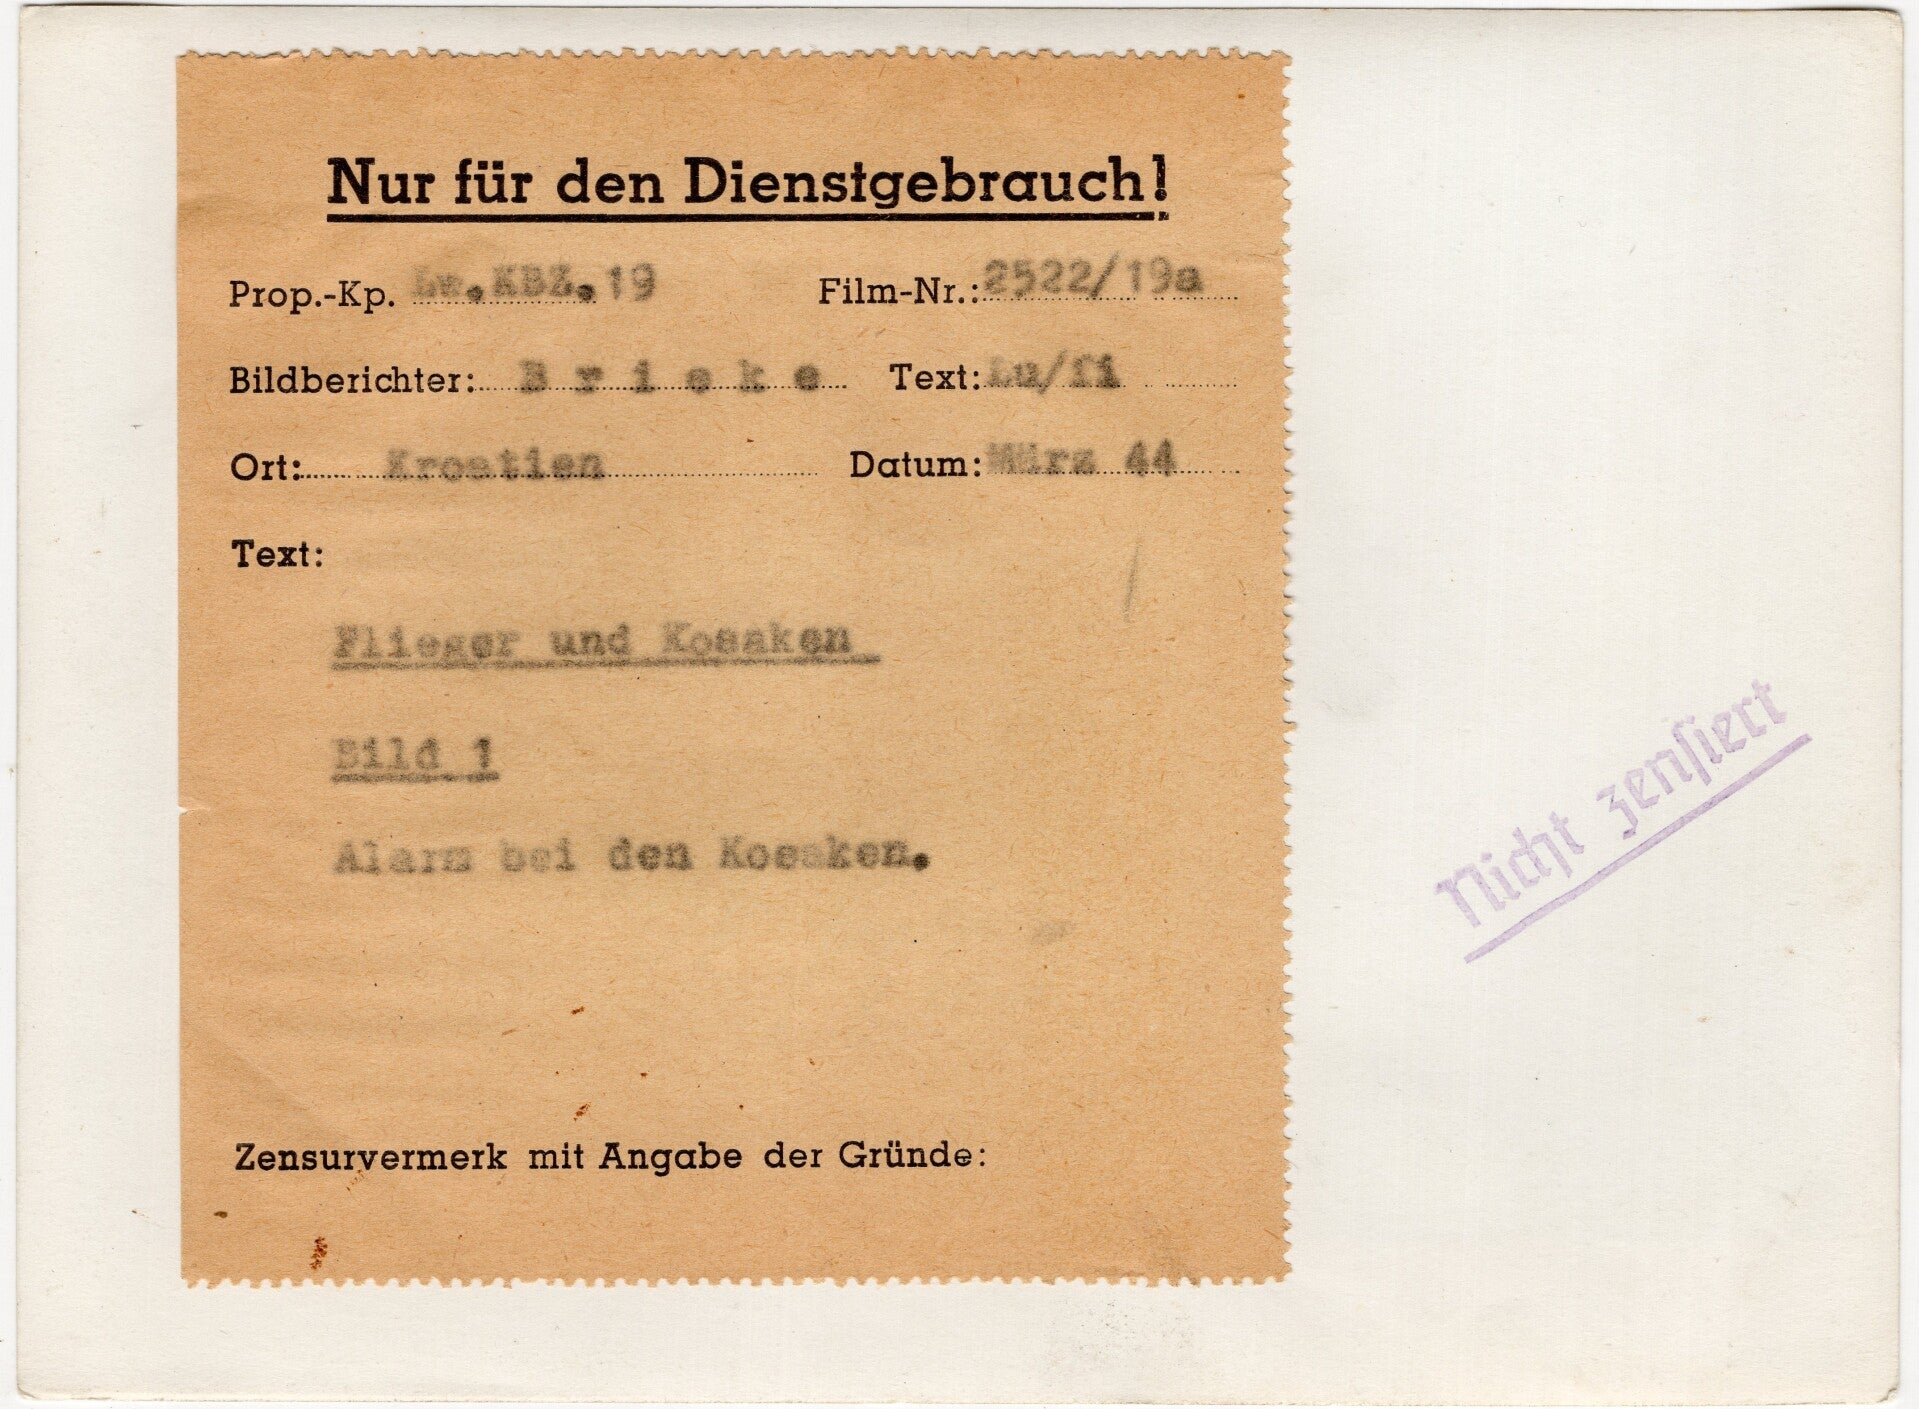 Nur für den Dienstgebrauch!
Prop.-Kp. Lw.KBZ.19 Film-Nr.: 2522/19a
Bildberichter: B r i e k e Text: Lu/fi
Ort: Kroatien Datum: März 44
Text:
Flieger und Kosaken
Bild 1
Alarm bei den Kosaken.
Nicht zensiert
Zensurvermerk mit Angabe der Gründe: